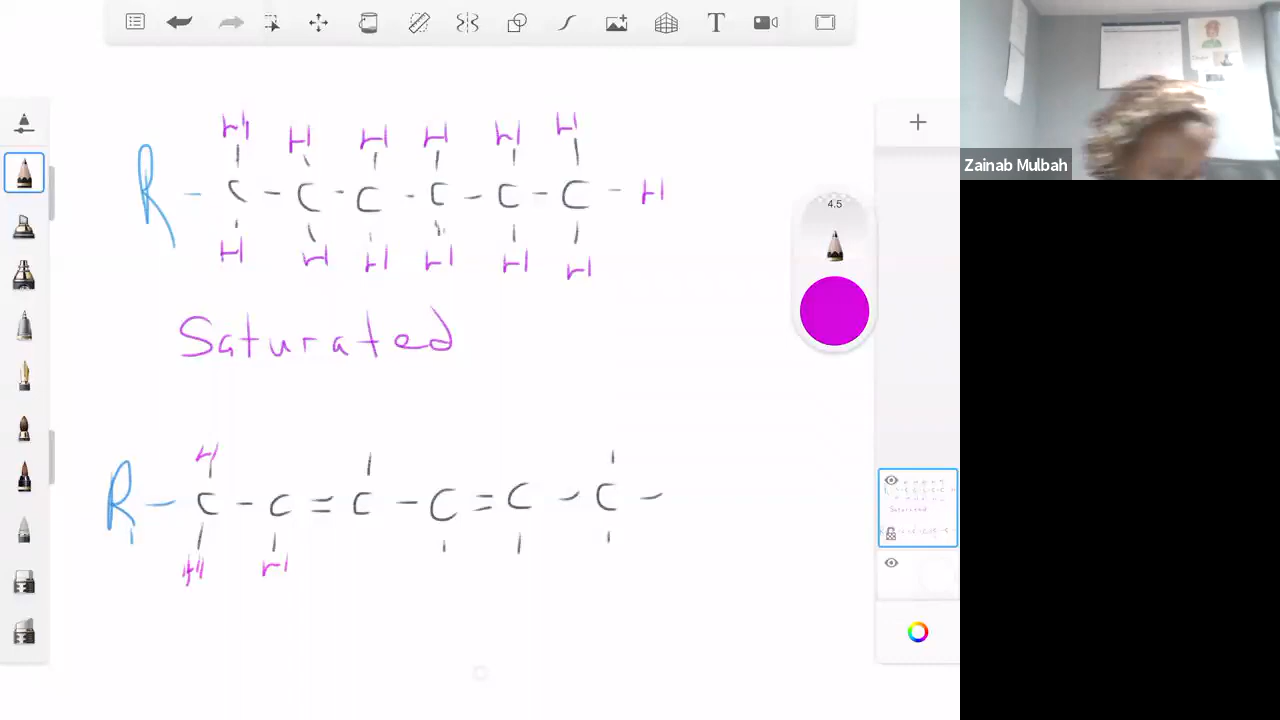 4.5
Zainab Mulbah
H H H H H H
R - C - C - C - C - C - C - H
H H H H H H
Saturated
H
R - C - C = C - C = C - C -
H H
T